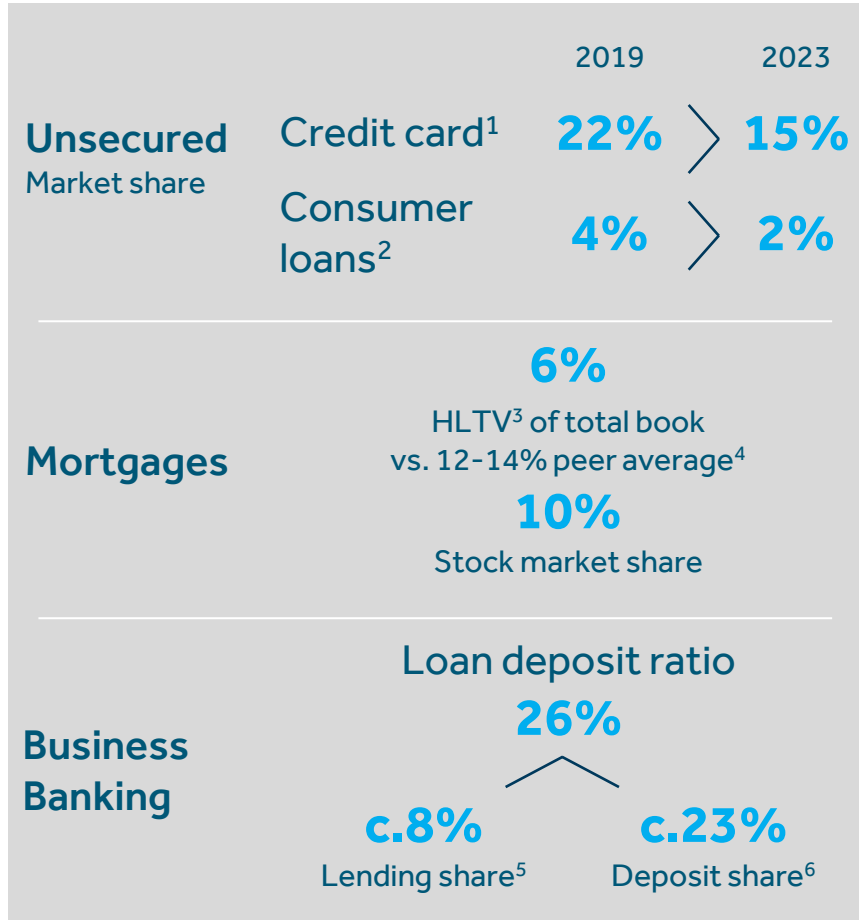 2019 2023
Unsecured
Market share
Credit card¹ 22% 15%
Consumer
loans² 4% 2%
Mortgages
6%
HLTV³ of total book
vs. 12-14% peer average⁴
10%
Stock market share
Business
Banking
Loan deposit ratio
26%
c.8% c.23%
Lending share⁵ Deposit share⁶